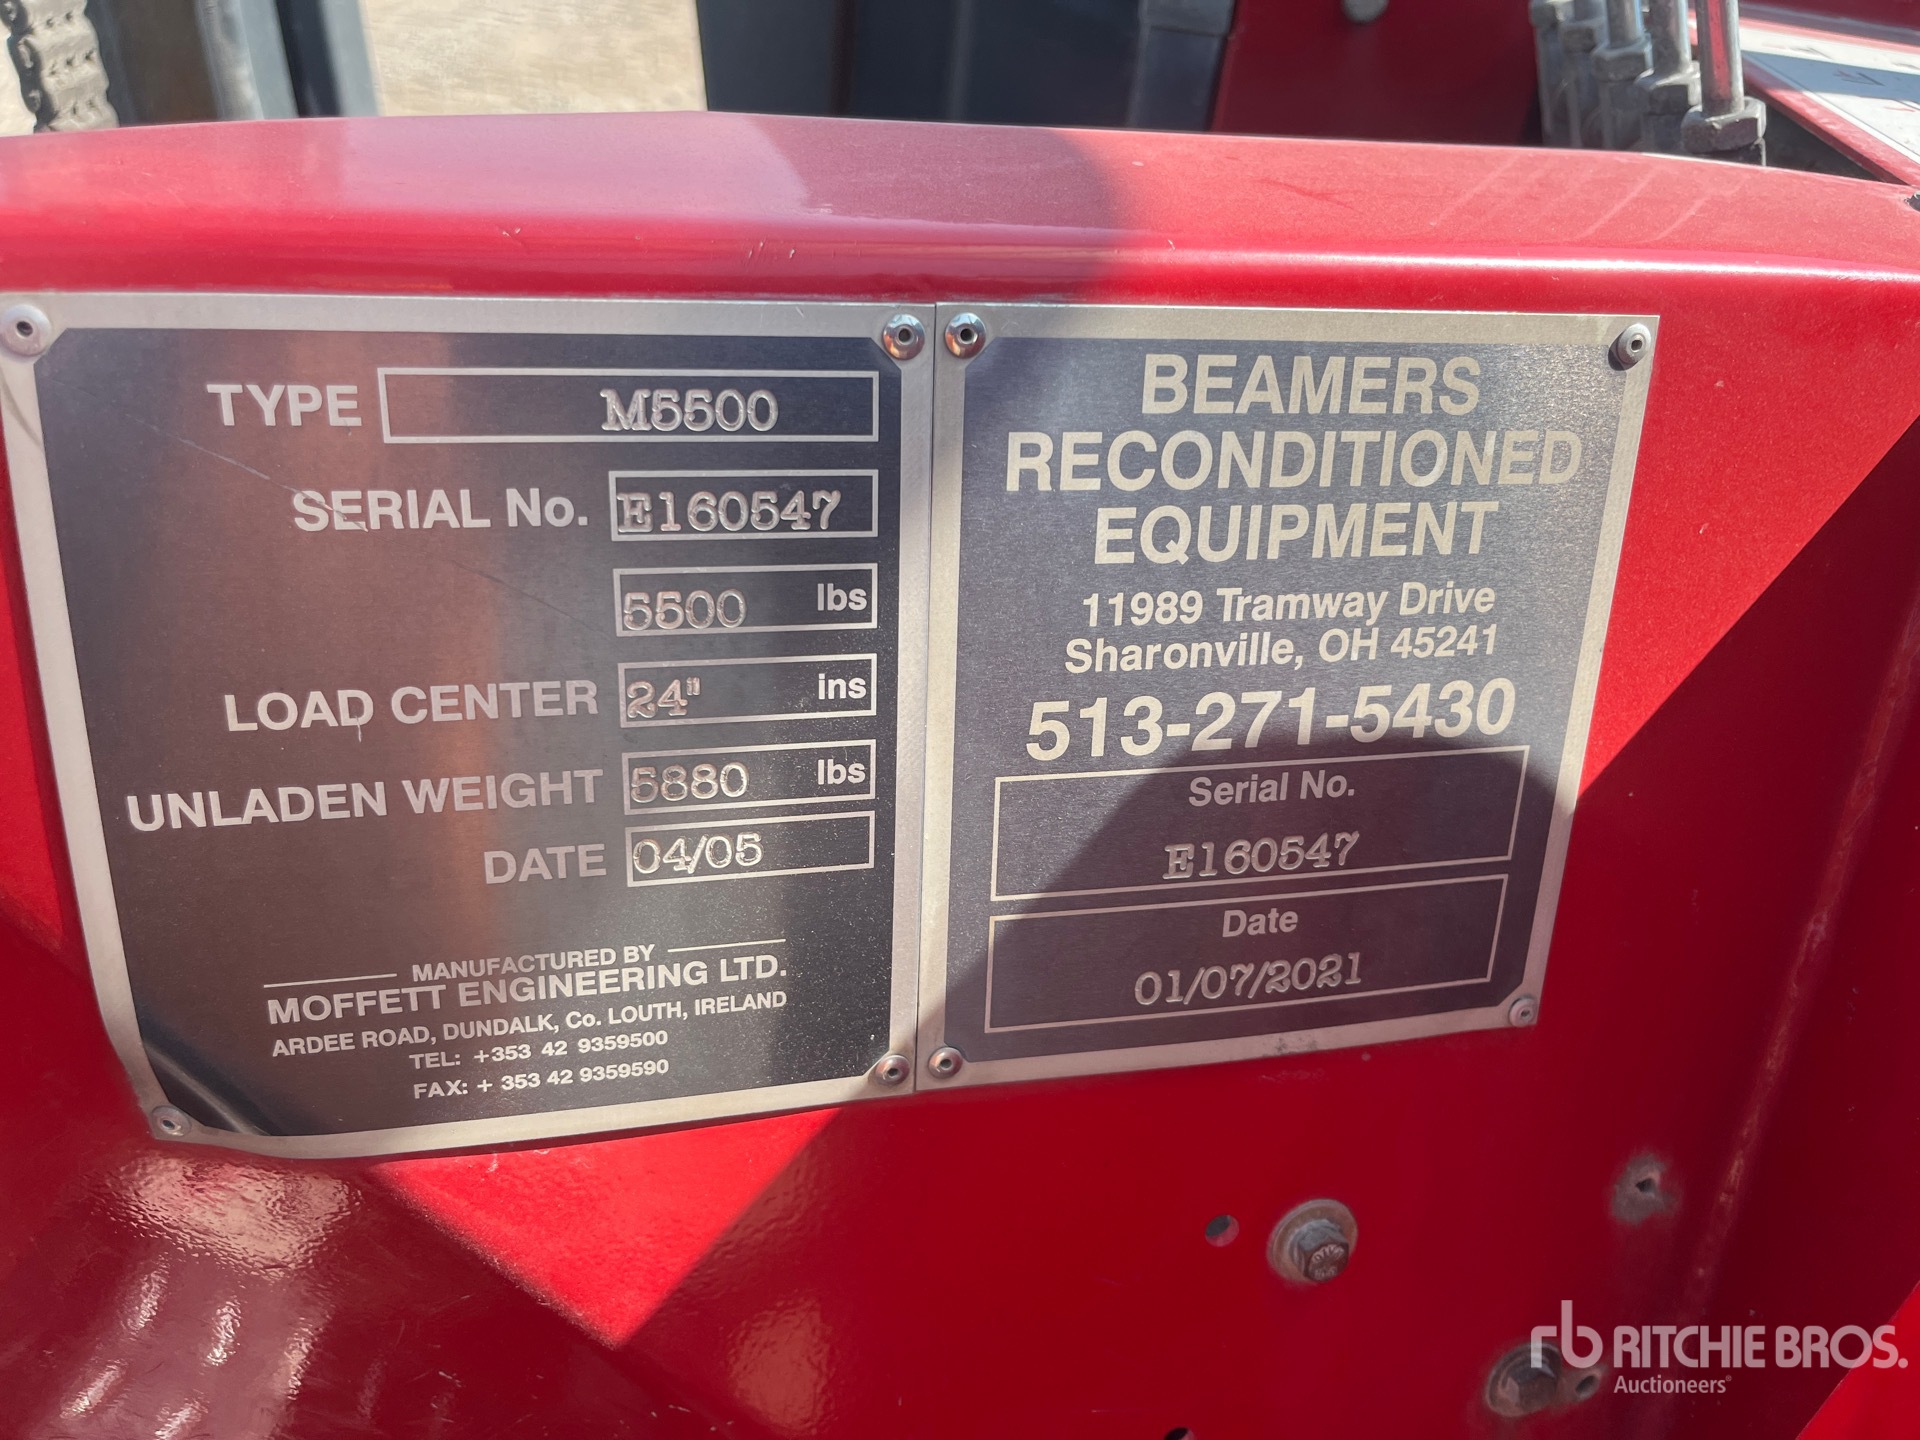 TYPE M5500
SERIAL No. E160547
5500 lbs
LOAD CENTER 24" ins
UNLADEN WEIGHT 5880 lbs
DATE 04/05
MANUFACTURED BY
MOFFETT ENGINEERING LTD.
ARDEE ROAD, DUNDALK, Co. LOUTH, IRELAND
TEL: +353 42 9359500
FAX: + 353 42 9359590
BEAMERS
RECONDITIONED
EQUIPMENT
11989 Tramway Drive
Sharonville, OH 45241
513-271-5430
Serial No.
E160547
Date
01/07/2021
rb RITCHIE BROS.
Auctioneers®